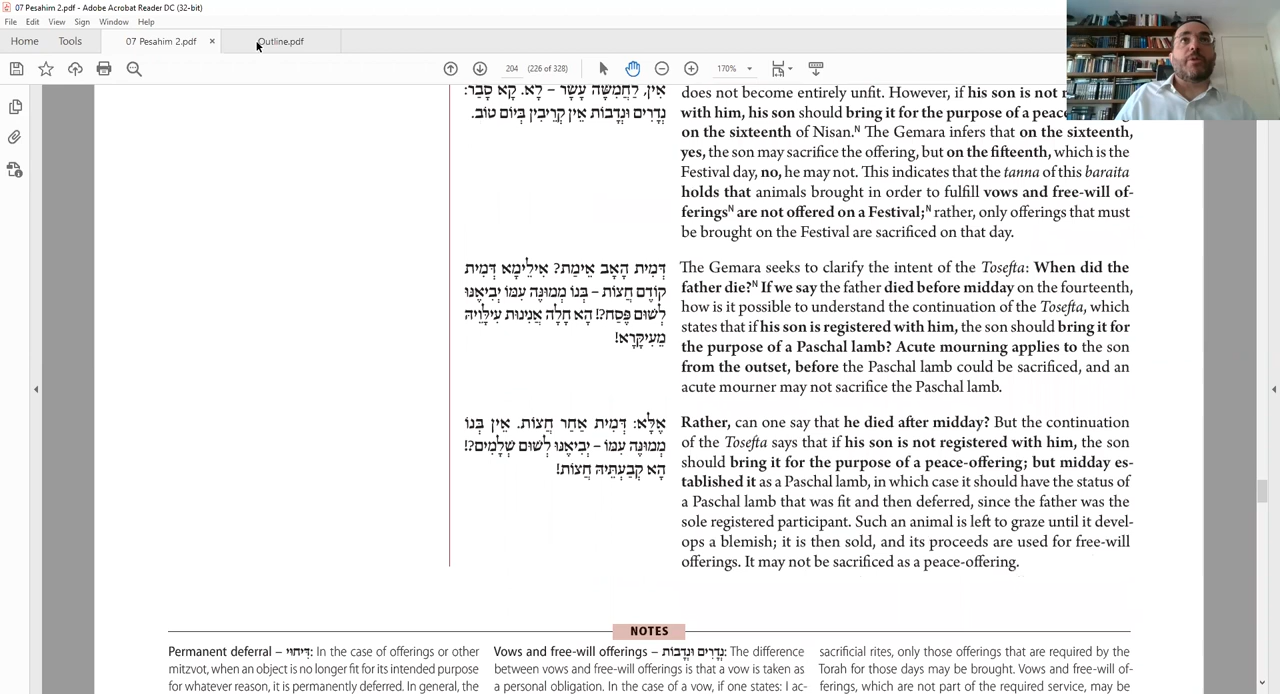 07 Pesahim 2.pdf - Adobe Acrobat Reader DC (32-bit)
File Edit View Sign Window Help
Home Tools 07 Pesahim 2.pdf × Outline.pdf
204 (226 of 328) 170%
אִין, לַחֲמִשָּׁה עָשָׂר – לָא. קָא סָבַר:
נְדָרִים וּנְדָבוֹת אֵין קְרֵיבִין בְּיוֹם טוֹב.
does not become entirely unfit. However, if his son is not
with him, his son should bring it for the purpose of a peace
on the sixteenth of Nisan.ᴺ The Gemara infers that on the sixteenth,
yes, the son may sacrifice the offering, but on the fifteenth, which is the
Festival day, no, he may not. This indicates that the tanna of this baraita
holds that animals brought in order to fulfill vows and free-will of-
feringsᴺ are not offered on a Festival;ᴺ rather, only offerings that must
be brought on the Festival are sacrificed on that day.
דְּמִית הָאָב אֵימַת? אִילֵּימָא דְּמִית
קוֹדֶם חֲצוֹת – בְּנוֹ מְמוּנֶּה עִמּוֹ יְבִיאֶנּוּ
לְשׁוּם פֶּסַח?! הָא חָלָה אֲנִינוּת עִילָּוֵיהּ
מֵעִיקָּרָא!
The Gemara seeks to clarify the intent of the Tosefta: When did the
father die?ᴺ If we say the father died before midday on the fourteenth,
how is it possible to understand the continuation of the Tosefta, which
states that if his son is registered with him, the son should bring it for
the purpose of a Paschal lamb? Acute mourning applies to the son
from the outset, before the Paschal lamb could be sacrificed, and an
acute mourner may not sacrifice the Paschal lamb.
אֶלָּא: דְּמִית אַחַר חֲצוֹת. אֵין בְּנוֹ
מְמוּנֶּה עִמּוֹ – יְבִיאֶנּוּ לְשׁוּם שְׁלָמִים?!
הָא קְבַעְתֵּיהּ חֲצוֹת!
Rather, can one say that he died after midday? But the continuation
of the Tosefta says that if his son is not registered with him, the son
should bring it for the purpose of a peace-offering; but midday es-
tablished it as a Paschal lamb, in which case it should have the status of
a Paschal lamb that was fit and then deferred, since the father was the
sole registered participant. Such an animal is left to graze until it devel-
ops a blemish; it is then sold, and its proceeds are used for free-will
offerings. It may not be sacrificed as a peace-offering.
NOTES
Permanent deferral – דִּיחוּי: In the case of offerings or other
mitzvot, when an object is no longer fit for its intended purpose
for whatever reason, it is permanently deferred. In general, the
Vows and free-will offerings – נְדָרִים וּנְדָבוֹת: The difference
between vows and free-will offerings is that a vow is taken as
a personal obligation. In the case of a vow, if one states: I ac-
sacrificial rites, only those offerings that are required by the
Torah for those days may be brought. Vows and free-will of-
ferings, which are not part of the required service, may be